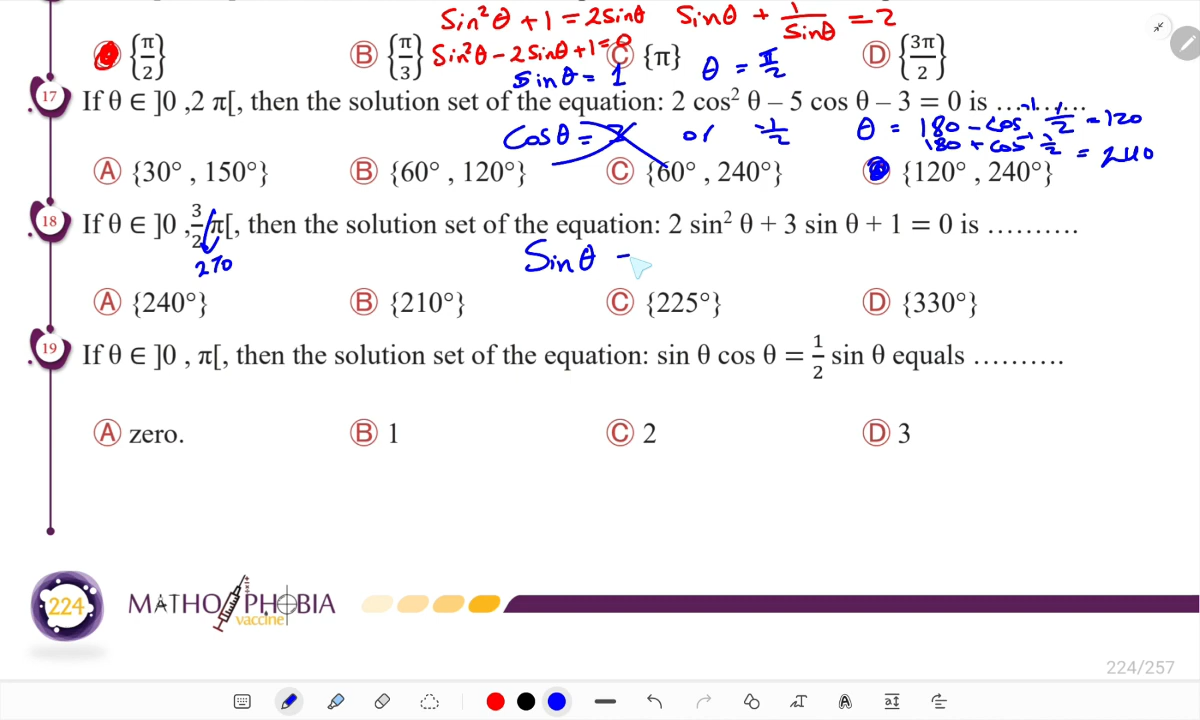 Sin²θ + 1 = 2Sinθ   Sinθ + 1/Sinθ = 2
{π/2}   Ⓑ {π/3}   Sin²θ - 2Sinθ + 1 = 0   Ⓒ {π}   Ⓓ {3π/2}
Sinθ = 1   θ = π/2
17 If θ ∈ ]0 ,2 π[, then the solution set of the equation: 2 cos² θ – 5 cos θ – 3 = 0 is ..........
Cosθ = 3 or -1/2   θ = 180 - Cos⁻¹ 1/2 = 120
180 + Cos⁻¹ 1/2 = 240
Ⓐ {30° , 150°}   Ⓑ {60° , 120°}   Ⓒ {60° , 240°}   {120° , 240°}
18 If θ ∈ ]0 , 3/2 π[, then the solution set of the equation: 2 sin² θ + 3 sin θ + 1 = 0 is ..........
270   Sinθ =
Ⓐ {240°}   Ⓑ {210°}   Ⓒ {225°}   Ⓓ {330°}
19 If θ ∈ ]0 , π[, then the solution set of the equation: sin θ cos θ = 1/2 sin θ equals ..........
Ⓐ zero.   Ⓑ 1   Ⓒ 2   Ⓓ 3
224 MATHOPHOBIA
vaccine
224/257